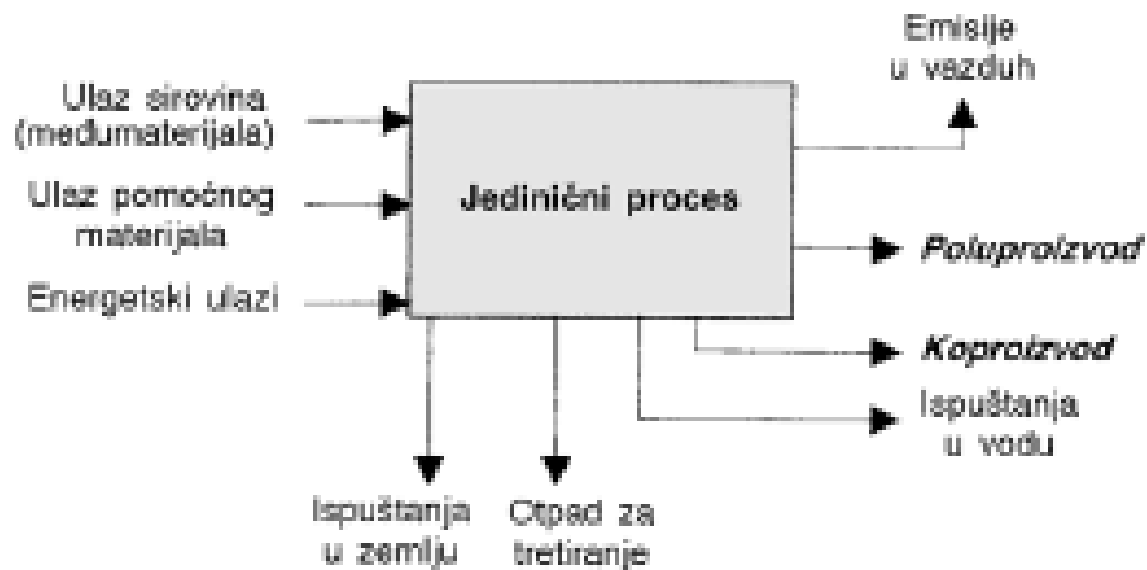 Emisije
u vazduh
Ulaz sirovina
(međumaterijala)
Ulaz pomoćnog
materijala
Energetski ulazi
Jedinični proces
Poluproizvod
Koproizvod
Ispuštanja
u vodu
Ispuštanja
u zemlju
Otpad za
tretiranje